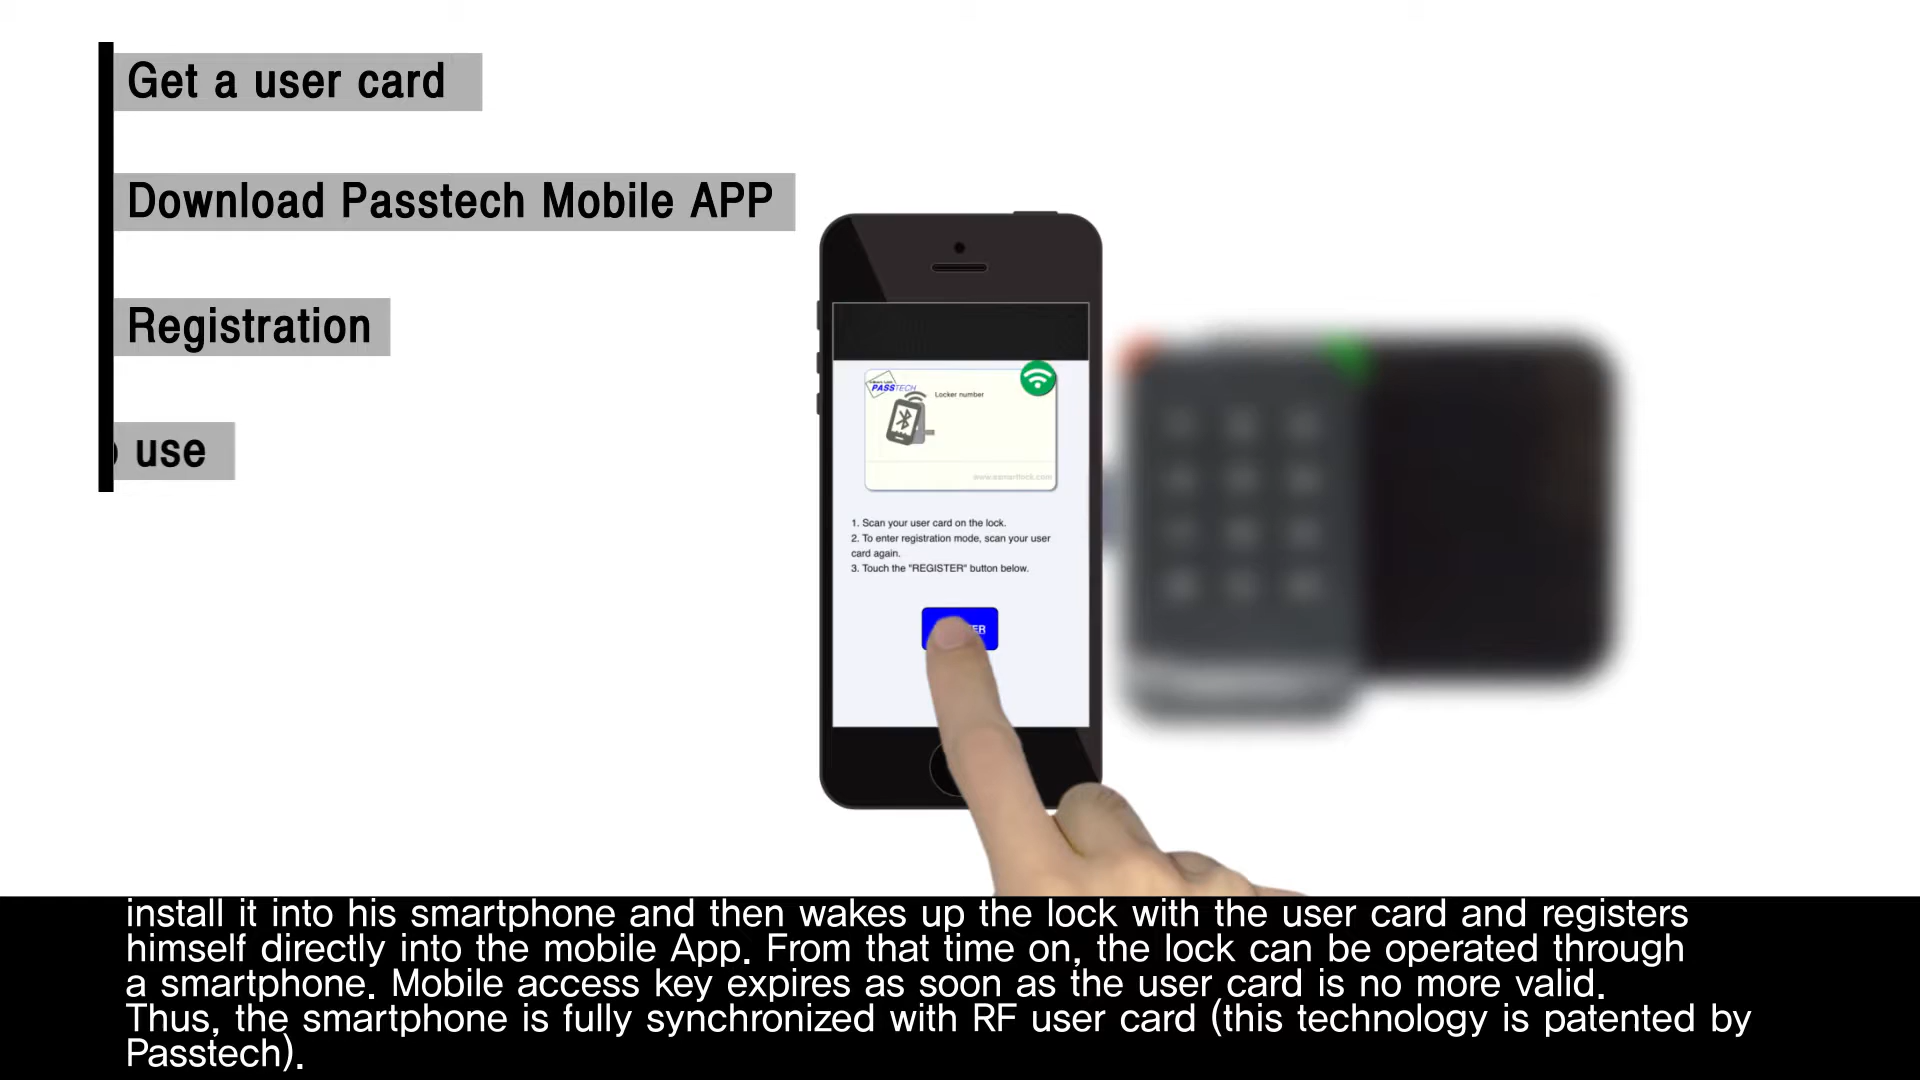 Get a user card
Download Passtech Mobile APP
Registration
use
PASSTECH
Locker number
www.esmartlock.com
1. Scan your user card on the lock.
2. To enter registration mode, scan your user
card again.
3. Touch the "REGISTER" button below.
ER
install it into his smartphone and then wakes up the lock with the user card and registers
himself directly into the mobile App. From that time on, the lock can be operated through
a smartphone. Mobile access key expires as soon as the user card is no more valid.
Thus, the smartphone is fully synchronized with RF user card (this technology is patented by
Passtech).